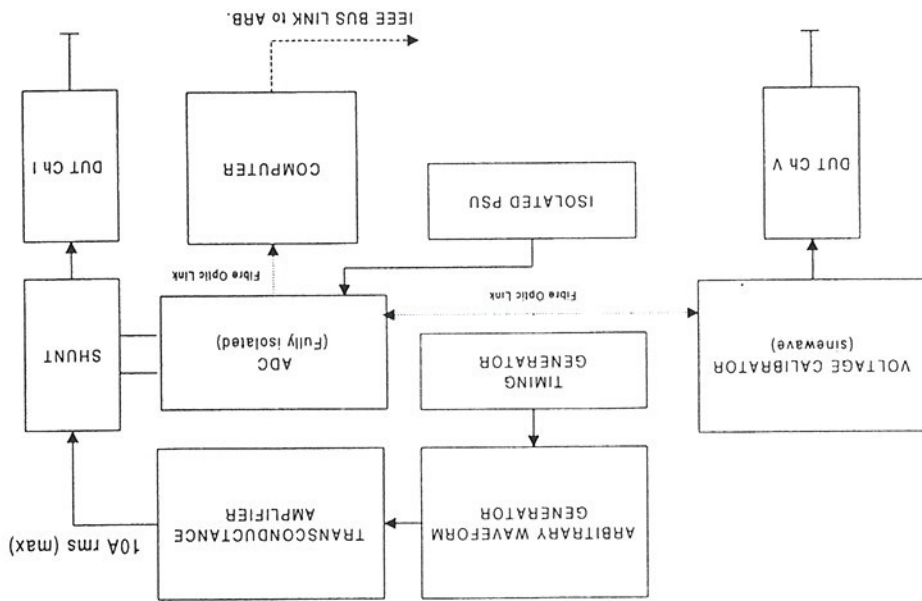 ARBITRARY WAVEFORM
GENERATOR
TRANSCONDUCTANCE
AMPLIFIER
10A rms (max)
VOLTAGE CALIBRATOR
(sinewave)
TIMING
GENERATOR
ADC
(Fully isolated)
SHUNT
Fibre Optic Link
Fibre Optic Link
ISOLATED PSU
DUT Ch V
COMPUTER
DUT Ch I
IEEE BUS LINK to ARB.